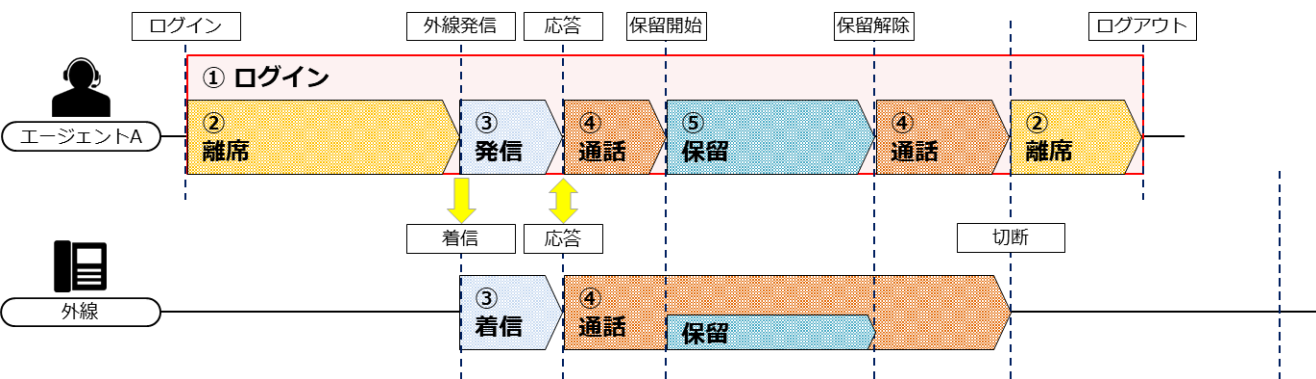 ログイン
外線発信
応答
保留開始
保留解除
ログアウト
① ログイン
エージェントA
②
離席
③
発信
④
通話
⑤
保留
④
通話
②
離席
着信
応答
切断
外線
③
着信
④
通話
保留